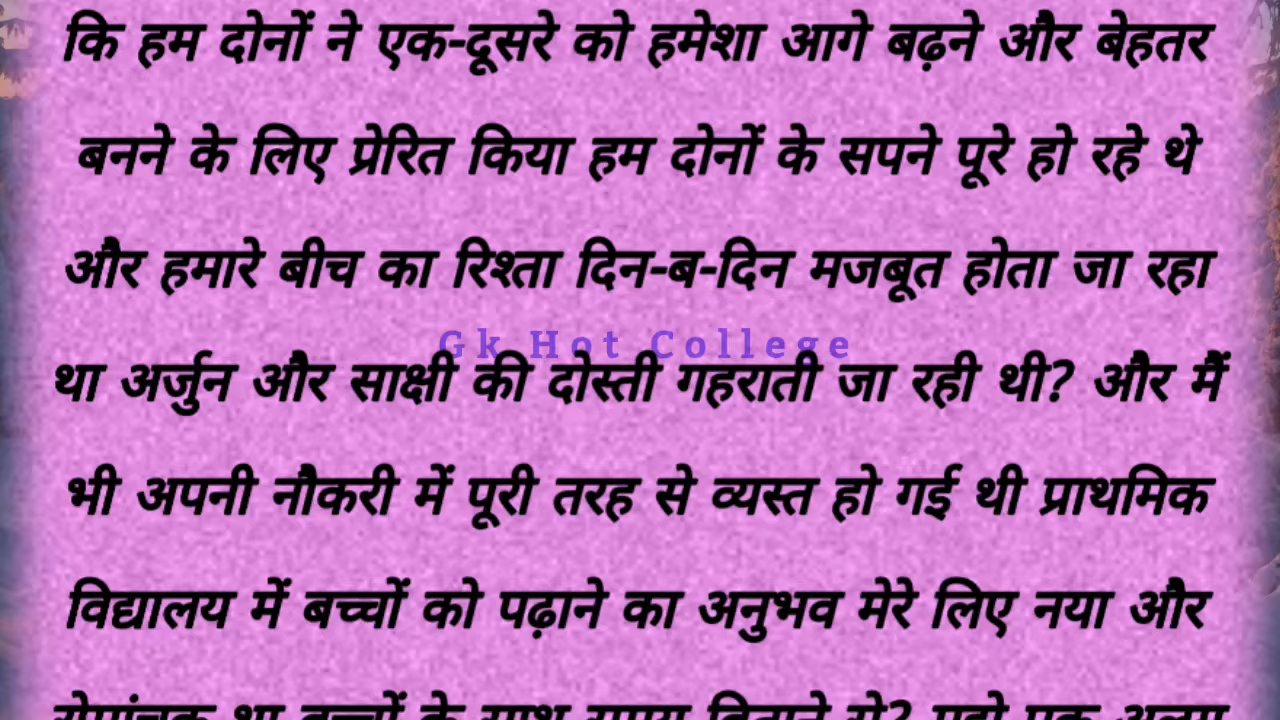 कि हम दोनों ने एक-दूसरे को हमेशा आगे बढ़ने और बेहतर
बनने के लिए प्रेरित किया हम दोनों के सपने पूरे हो रहे थे
और हमारे बीच का रिश्ता दिन-ब-दिन मजबूत होता जा रहा
Gk Hot College
था अर्जुन और साक्षी की दोस्ती गहराती जा रही थी? और मैं
भी अपनी नौकरी में पूरी तरह से व्यस्त हो गई थी प्राथमिक
विद्यालय में बच्चों को पढ़ाने का अनुभव मेरे लिए नया और